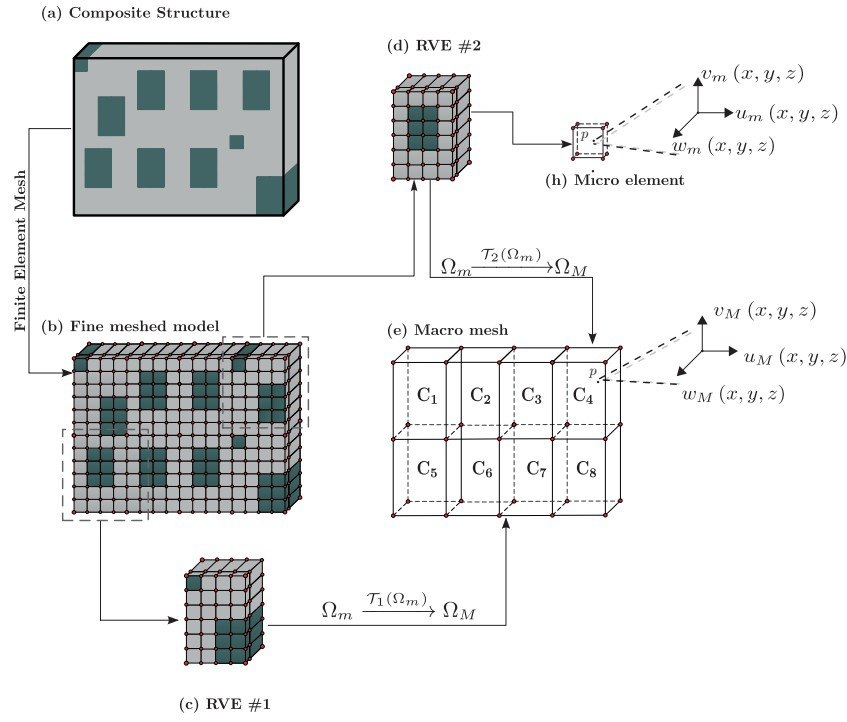 (a) Composite Structure
(d) RVE #2
v_m (x, y, z)
u_m (x, y, z)
w_m (x, y, z)
p
(h) Micro element
Finite Element Mesh
Ω_m \xrightarrow{𝒯_2(Ω_m)} Ω_M
(b) Fine meshed model
(e) Macro mesh
v_M (x, y, z)
u_M (x, y, z)
w_M (x, y, z)
p
C_1 C_2 C_3 C_4
C_5 C_6 C_7 C_8
Ω_m \xrightarrow{𝒯_1(Ω_m)} Ω_M
(c) RVE #1